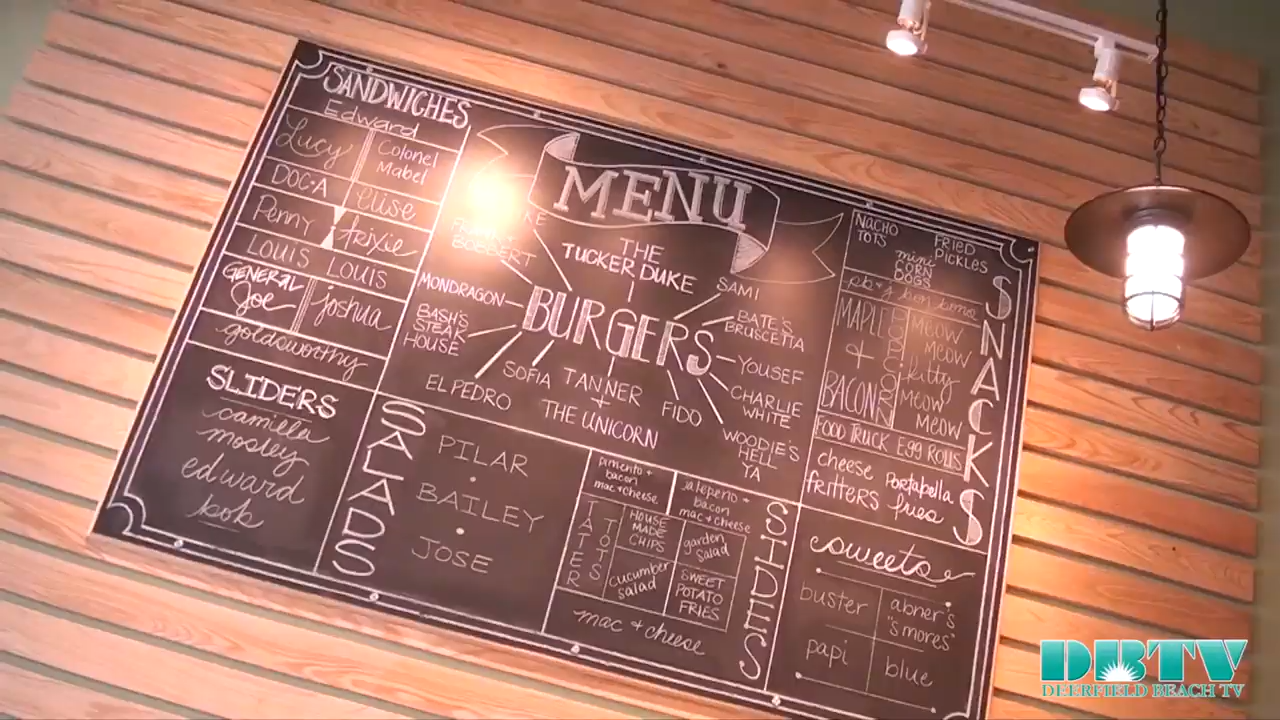 SANDWICHES
Edward
Lucy
Colonel
Mabel
DOC·A
elise
Penny
trixie
LOUIS LOUIS
GENERAL
Joe
joshua
goldsworthy
SLIDERS
camilla
mosley
edward
bob
MENU
BURGERS
THE
TUCKER DUKE
BOBBERT
MONDRAGON
BASH'S
STEAK
HOUSE
EL PEDRO
SOFIA
TANNER
+
THE UNICORN
FIDO
WOODIE'S
HELL
YA
CHARLIE
WHITE
YOUSEF
BATE'S
BRUSCETTA
SAMI
SALADS
PILAR
BAILEY
JOSE
SIDES
pimento +
bacon
mac + cheese
jalepeno +
bacon
mac + cheese
TATER
TOTS
HOUSE
MADE
CHIPS
garden
salad
cucumber
salad
SWEET
POTATO
FRIES
mac + cheese
SNACKS
NACHO
TOTS
mini
CORN
DOGS
FRIED
PICKLES
pb + j bon bons
MAPLE
&
BACON
POPCORN
MEOW
MEOW
kitty
MEOW
MEOW
FOOD TRUCK EGG ROLLS
cheese
fritters
Portabella
fries
sweets
buster
abner's
"s'mores"
papi
blue
DBTV
DEERFIELD BEACH TV